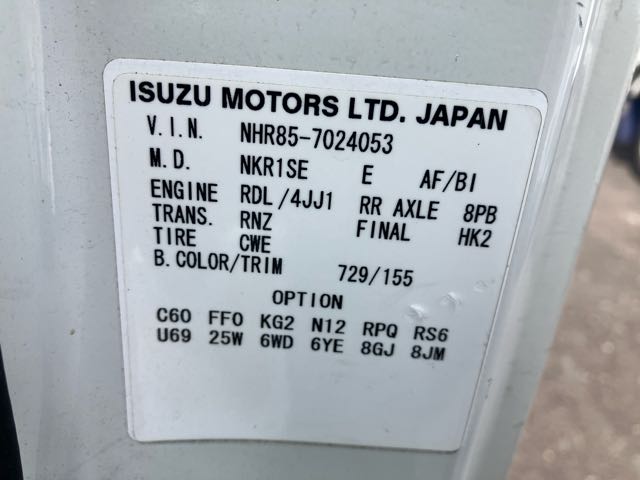 ISUZU MOTORS LTD. JAPAN
V.I.N. NHR85-7024053
M.D. NKR1SE E AF/BI
ENGINE RDL/4JJ1 RR AXLE 8PB
TRANS. RNZ FINAL HK2
TIRE CWE
B.COLOR/TRIM 729/155
OPTION
C60 FF0 KG2 N12 RPQ RS6
U69 25W 6WD 6YE 8GJ 8JM